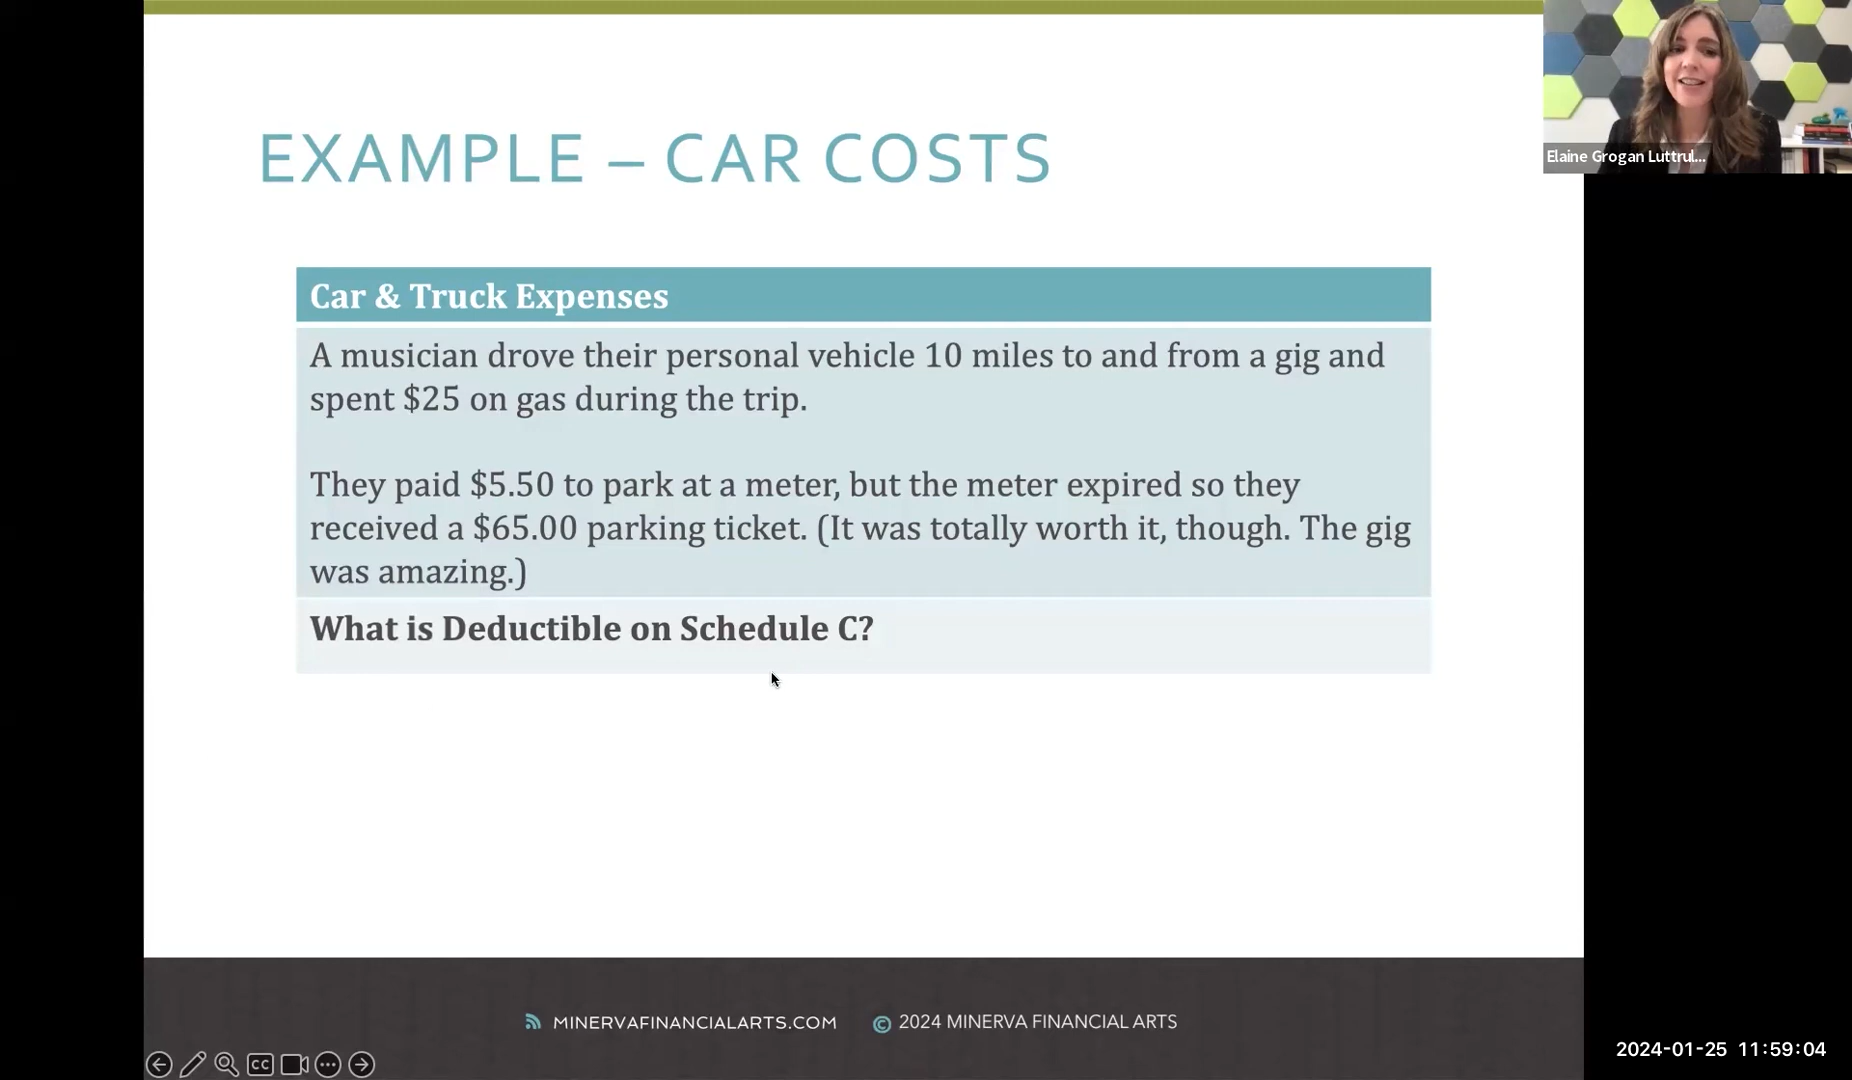 EXAMPLE – CAR COSTS
Elaine Grogan Luttrul...
Car & Truck Expenses
A musician drove their personal vehicle 10 miles to and from a gig and
spent $25 on gas during the trip.
They paid $5.50 to park at a meter, but the meter expired so they
received a $65.00 parking ticket. (It was totally worth it, though. The gig
was amazing.)
What is Deductible on Schedule C?
MINERVAFINANCIALARTS.COM © 2024 MINERVA FINANCIAL ARTS
CC
2024-01-25 11:59:04